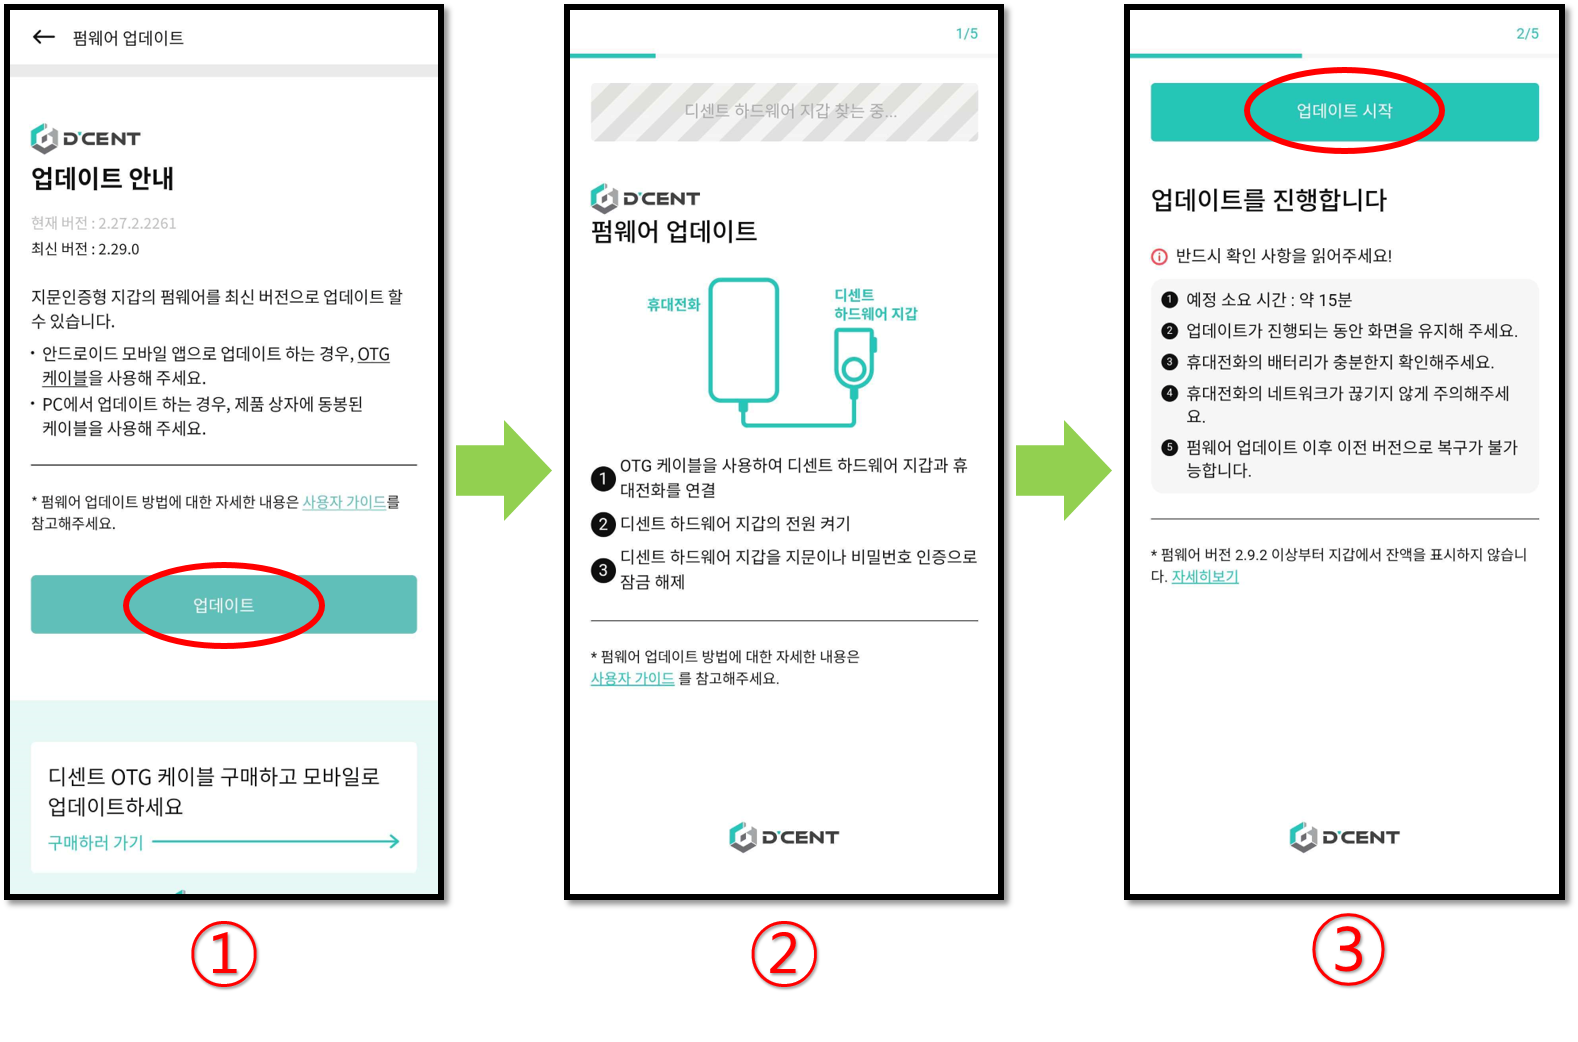 펌웨어 업데이트
D'CENT
업데이트 안내
현재 버전 : 2.27.2.2261
최신 버전 : 2.29.0
지문인증형 지갑의 펌웨어를 최신 버전으로 업데이트 할
수 있습니다.
• 안드로이드 모바일 앱으로 업데이트 하는 경우, OTG
케이블을 사용해 주세요.
• PC에서 업데이트 하는 경우, 제품 상자에 동봉된
케이블을 사용해 주세요.
* 펌웨어 업데이트 방법에 대한 자세한 내용은 사용자 가이드를
참고해주세요.
업데이트
디센트 OTG 케이블 구매하고 모바일로
업데이트하세요
구매하러 가기
①
1/5
디센트 하드웨어 지갑 찾는 중...
D'CENT
펌웨어 업데이트
휴대전화
디센트
하드웨어 지갑
1 OTG 케이블을 사용하여 디센트 하드웨어 지갑과 휴
대전화를 연결
2 디센트 하드웨어 지갑의 전원 켜기
3 디센트 하드웨어 지갑을 지문이나 비밀번호 인증으로
잠금 해제
* 펌웨어 업데이트 방법에 대한 자세한 내용은
사용자 가이드 를 참고해주세요.
D'CENT
②
2/5
업데이트 시작
업데이트를 진행합니다
반드시 확인 사항을 읽어주세요!
1 예정 소요 시간 : 약 15분
2 업데이트가 진행되는 동안 화면을 유지해 주세요.
3 휴대전화의 배터리가 충분한지 확인해주세요.
4 휴대전화의 네트워크가 끊기지 않게 주의해주세
요.
5 펌웨어 업데이트 이후 이전 버전으로 복구가 불가
능합니다.
* 펌웨어 버전 2.9.2 이상부터 지갑에서 잔액을 표시하지 않습니
다. 자세히보기
D'CENT
③